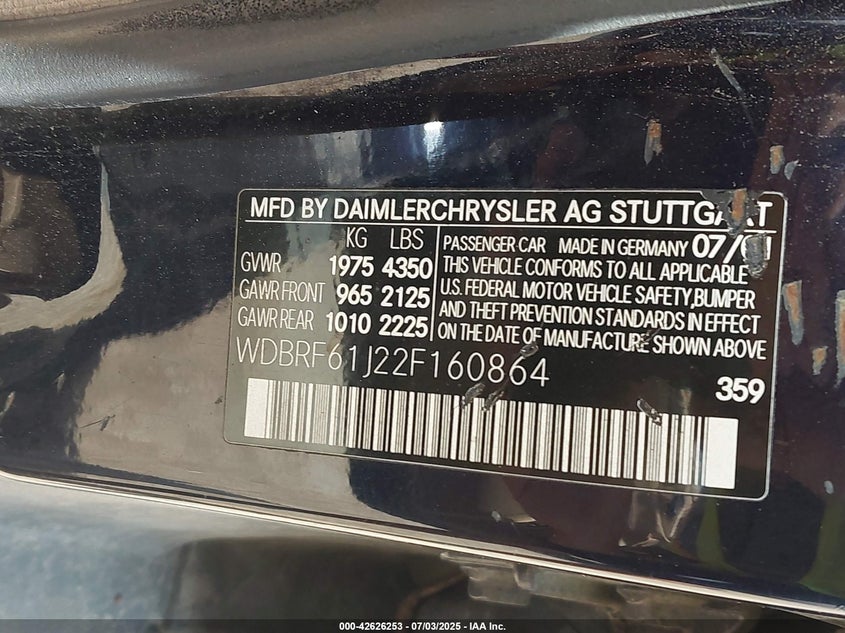 MFD BY DAIMLERCHRYSLER AG STUTTGART
KG LBS
GVWR 1975 4350
GAWR FRONT 965 2125
GAWR REAR 1010 2225
PASSENGER CAR MADE IN GERMANY 07/01
THIS VEHICLE CONFORMS TO ALL APPLICABLE
U.S. FEDERAL MOTOR VEHICLE SAFETY,BUMPER
AND THEFT PREVENTION STANDARDS IN EFFECT
ON THE DATE OF MANUFACTURE SHOWN ABOVE
WDBRF61J22F160864
359
000-42626253 - 07/03/2025 - IAA Inc.